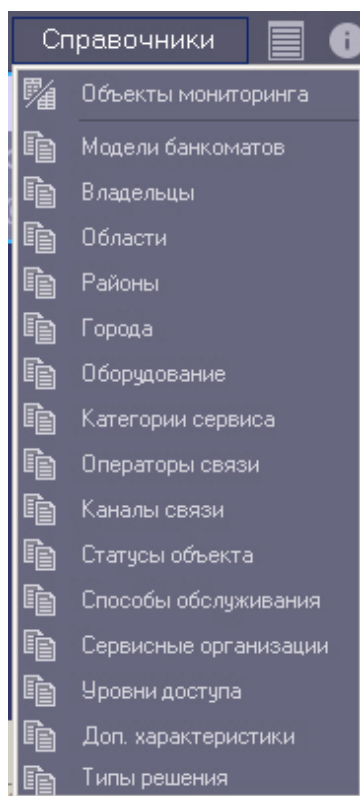 Справочники
Объекты мониторинга
Модели банкоматов
Владельцы
Области
Районы
Города
Оборудование
Категории сервиса
Операторы связи
Каналы связи
Статусы объекта
Способы обслуживания
Сервисные организации
Уровни доступа
Доп. характеристики
Типы решения